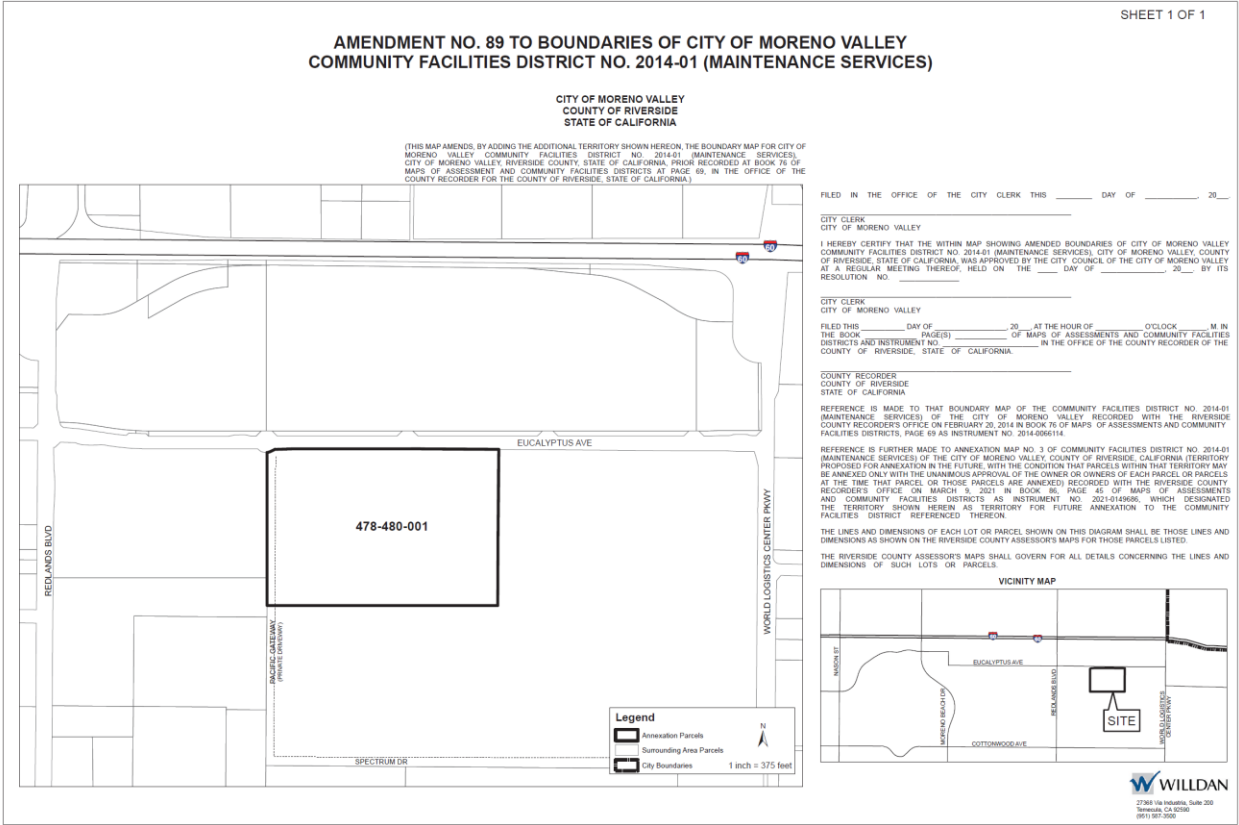 SHEET 1 OF 1
AMENDMENT NO. 89 TO BOUNDARIES OF CITY OF MORENO VALLEY
COMMUNITY FACILITIES DISTRICT NO. 2014-01 (MAINTENANCE SERVICES)
CITY OF MORENO VALLEY
COUNTY OF RIVERSIDE
STATE OF CALIFORNIA
(THIS MAP AMENDS, BY ADDING THE ADDITIONAL TERRITORY SHOWN HEREON, THE BOUNDARY MAP FOR CITY OF
MORENO VALLEY COMMUNITY FACILITIES DISTRICT NO. 2014-01 (MAINTENANCE SERVICES),
CITY OF MORENO VALLEY, RIVERSIDE COUNTY, STATE OF CALIFORNIA, PRIOR RECORDED AT BOOK 76 OF
MAPS OF ASSESSMENT AND COMMUNITY FACILITIES DISTRICTS AT PAGE 69, IN THE OFFICE OF THE
COUNTY RECORDER FOR THE COUNTY OF RIVERSIDE, STATE OF CALIFORNIA.)
60
60
EUCALYPTUS AVE
478-480-001
REDLANDS BLVD
WORLD LOGISTICS CENTER PKWY
PACIFIC GATEWAY
(PRIVATE DRIVEWAY)
SPECTRUM DR
Legend
Annexation Parcels
Surrounding Area Parcels
City Boundaries
N
1 inch = 375 feet
FILED IN THE OFFICE OF THE CITY CLERK THIS ________ DAY OF ____________, 20___.
CITY CLERK
CITY OF MORENO VALLEY
I HEREBY CERTIFY THAT THE WITHIN MAP SHOWING AMENDED BOUNDARIES OF CITY OF MORENO VALLEY
COMMUNITY FACILITIES DISTRICT NO. 2014-01 (MAINTENANCE SERVICES), CITY OF MORENO VALLEY, COUNTY
OF RIVERSIDE, STATE OF CALIFORNIA, WAS APPROVED BY THE CITY COUNCIL OF THE CITY OF MORENO VALLEY
AT A REGULAR MEETING THEREOF, HELD ON THE ____ DAY OF ______________, 20___ BY ITS
RESOLUTION NO. _____________
CITY CLERK
CITY OF MORENO VALLEY
FILED THIS __________ DAY OF ________________, 20___, AT THE HOUR OF ___________ O'CLOCK _______, M. IN
THE BOOK ___________ PAGE(S) ___________ OF MAPS OF ASSESSMENTS AND COMMUNITY FACILITIES
DISTRICTS AND INSTRUMENT NO. _____________________ IN THE OFFICE OF THE COUNTY RECORDER OF THE
COUNTY OF RIVERSIDE, STATE OF CALIFORNIA.
COUNTY RECORDER
COUNTY OF RIVERSIDE
STATE OF CALIFORNIA
REFERENCE IS MADE TO THAT BOUNDARY MAP OF THE COMMUNITY FACILITIES DISTRICT NO. 2014-01
(MAINTENANCE SERVICES) OF THE CITY OF MORENO VALLEY RECORDED WITH THE RIVERSIDE
COUNTY RECORDER'S OFFICE ON FEBRUARY 20, 2014 IN BOOK 76 OF MAPS OF ASSESSMENTS AND COMMUNITY
FACILITIES DISTRICTS, PAGE 69 AS INSTRUMENT NO. 2014-0066114.
REFERENCE IS FURTHER MADE TO ANNEXATION MAP NO. 3 OF COMMUNITY FACILITIES DISTRICT NO. 2014-01
(MAINTENANCE SERVICES) OF THE CITY OF MORENO VALLEY, COUNTY OF RIVERSIDE, CALIFORNIA (TERRITORY
PROPOSED FOR ANNEXATION IN THE FUTURE, WITH THE CONDITION THAT PARCELS WITHIN THAT TERRITORY MAY
BE ANNEXED ONLY WITH THE UNANIMOUS APPROVAL OF THE OWNER OR OWNERS OF EACH PARCEL OR PARCELS
AT THE TIME THAT PARCEL OR THOSE PARCELS ARE ANNEXED) RECORDED WITH THE RIVERSIDE COUNTY
RECORDER'S OFFICE ON MARCH 9, 2021 IN BOOK 86, PAGE 45 OF MAPS OF ASSESSMENTS
AND COMMUNITY FACILITIES DISTRICTS AS INSTRUMENT NO. 2021-0149686, WHICH DESIGNATED
THE TERRITORY SHOWN HEREIN AS TERRITORY FOR FUTURE ANNEXATION TO THE COMMUNITY
FACILITIES DISTRICT REFERENCED THEREON.
THE LINES AND DIMENSIONS OF EACH LOT OR PARCEL SHOWN ON THIS DIAGRAM SHALL BE THOSE LINES AND
DIMENSIONS AS SHOWN ON THE RIVERSIDE COUNTY ASSESSOR'S MAPS FOR THOSE PARCELS LISTED.
THE RIVERSIDE COUNTY ASSESSOR'S MAPS SHALL GOVERN FOR ALL DETAILS CONCERNING THE LINES AND
DIMENSIONS OF SUCH LOTS OR PARCELS.
VICINITY MAP
NASON ST
EUCALYPTUS AVE
MORENO BEACH DR
REDLANDS BLVD
SITE
WORLD LOGISTICS
CENTER PKWY
COTTONWOOD AVE
WILLDAN
27368 Via Industria, Suite 200
Temecula, CA 92590
(951) 587-3500